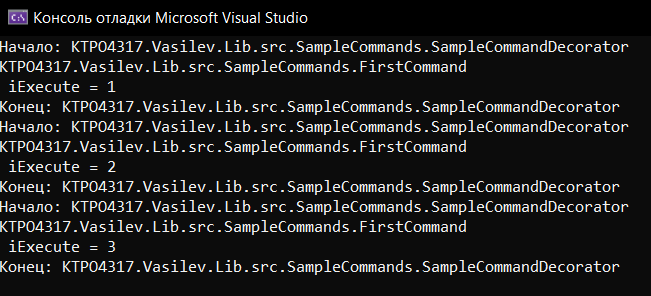 Консоль отладки Microsoft Visual Studio
Начало: KTPO4317.Vasilev.Lib.src.SampleCommands.SampleCommandDecorator
KTPO4317.Vasilev.Lib.src.SampleCommands.FirstCommand
iExecute = 1
Конец: KTPO4317.Vasilev.Lib.src.SampleCommands.SampleCommandDecorator
Начало: KTPO4317.Vasilev.Lib.src.SampleCommands.SampleCommandDecorator
KTPO4317.Vasilev.Lib.src.SampleCommands.FirstCommand
iExecute = 2
Конец: KTPO4317.Vasilev.Lib.src.SampleCommands.SampleCommandDecorator
Начало: KTPO4317.Vasilev.Lib.src.SampleCommands.SampleCommandDecorator
KTPO4317.Vasilev.Lib.src.SampleCommands.FirstCommand
iExecute = 3
Конец: KTPO4317.Vasilev.Lib.src.SampleCommands.SampleCommandDecorator